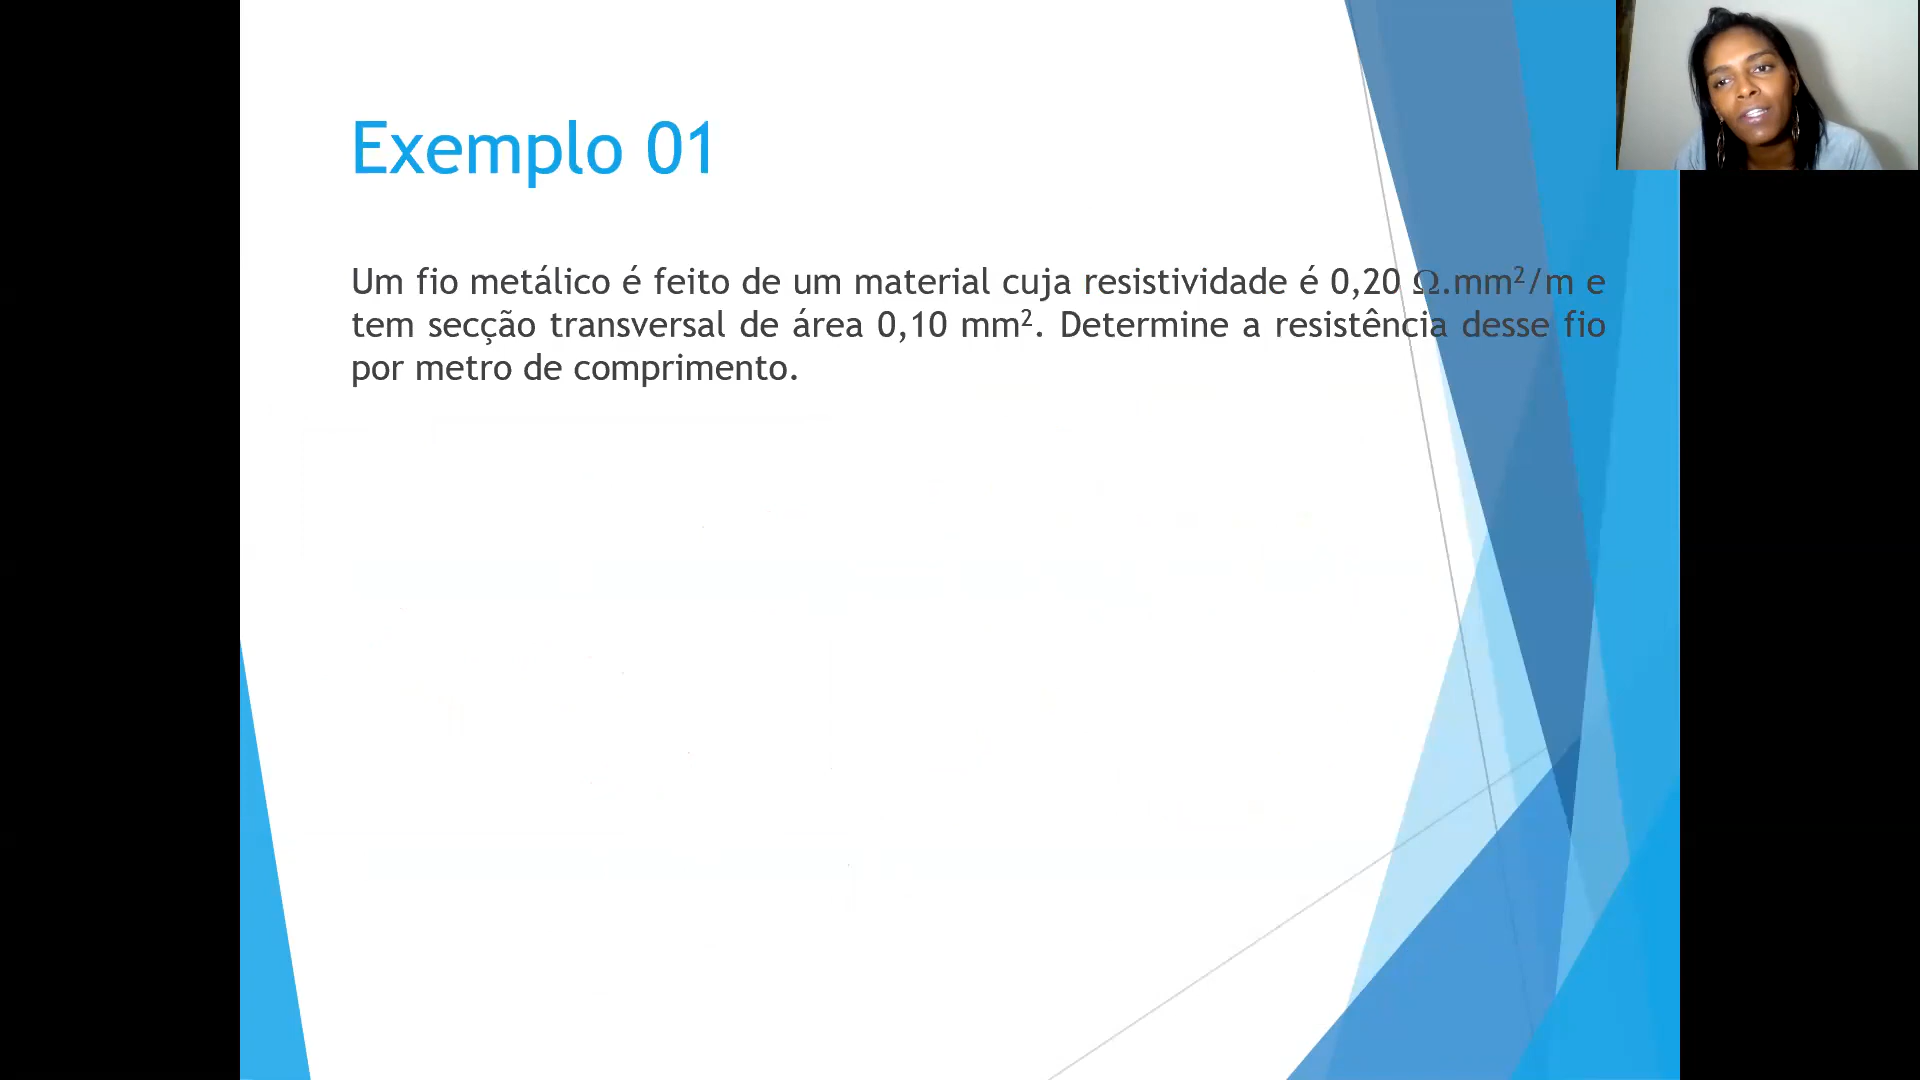 Exemplo 01
Um fio metálico é feito de um material cuja resistividade é 0,20 Ω.mm²/m e
tem secção transversal de área 0,10 mm². Determine a resistência desse fio
por metro de comprimento.